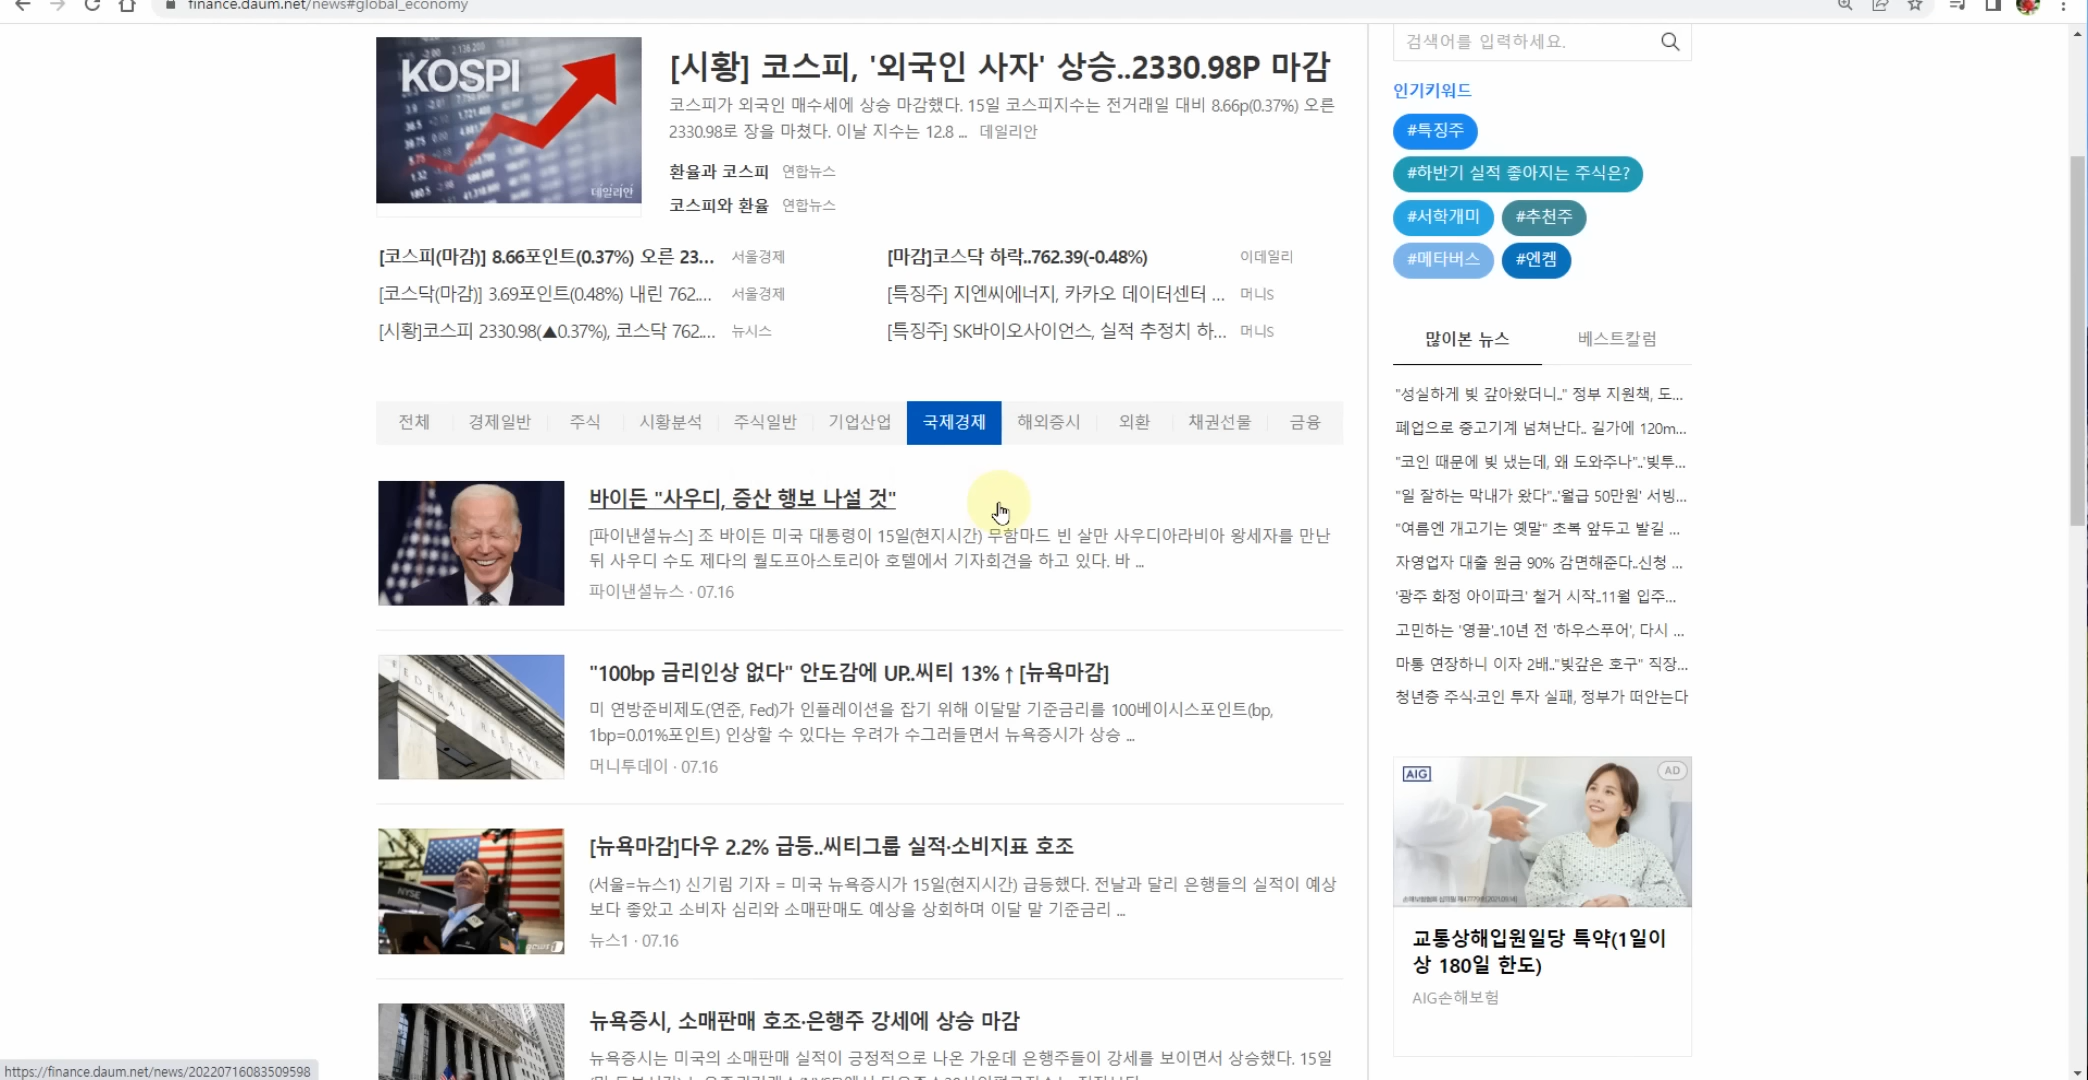 finance.daum.net/news#global_economy
KOSPI
데일리안
[시황] 코스피, '외국인 사자' 상승..2330.98P 마감
코스피가 외국인 매수세에 상승 마감했다. 15일 코스피지수는 전거래일 대비 8.66p(0.37%) 오른
2330.98로 장을 마쳤다. 이날 지수는 12.8 ... 데일리안
환율과 코스피 연합뉴스
코스피와 환율 연합뉴스
[코스피(마감)] 8.66포인트(0.37%) 오른 23... 서울경제
[마감]코스닥 하락..762.39(-0.48%) 이데일리
[코스닥(마감)] 3.69포인트(0.48%) 내린 762.... 서울경제
[특징주] 지엔씨에너지, 카카오 데이터센터 ... 머니S
[시황]코스피 2330.98(▲0.37%), 코스닥 762.... 뉴시스
[특징주] SK바이오사이언스, 실적 추정치 하... 머니S
전체 경제일반 주식 시황분석 주식일반 기업산업 국제경제 해외증시 외환 채권선물 금융
바이든 "사우디, 증산 행보 나설 것"
[파이낸셜뉴스] 조 바이든 미국 대통령이 15일(현지시간) 무함마드 빈 살만 사우디아라비아 왕세자를 만난
뒤 사우디 수도 제다의 월도프아스토리아 호텔에서 기자회견을 하고 있다. 바 ...
파이낸셜뉴스 · 07.16
FEDERAL RESERVE
"100bp 금리인상 없다" 안도감에 UP..씨티 13%↑[뉴욕마감]
미 연방준비제도(연준, Fed)가 인플레이션을 잡기 위해 이달말 기준금리를 100베이시스포인트(bp,
1bp=0.01%포인트) 인상할 수 있다는 우려가 수그러들면서 뉴욕증시가 상승 ...
머니투데이 · 07.16
NYSE
news1
[뉴욕마감]다우 2.2% 급등..씨티그룹 실적·소비지표 호조
(서울=뉴스1) 신기림 기자 = 미국 뉴욕증시가 15일(현지시간) 급등했다. 전날과 달리 은행들의 실적이 예상
보다 좋았고 소비자 심리와 소매판매도 예상을 상회하며 이달 말 기준금리 ...
뉴스1 · 07.16
뉴욕증시, 소매판매 호조·은행주 강세에 상승 마감
뉴욕증시는 미국의 소매판매 실적이 긍정적으로 나온 가운데 은행주들이 강세를 보이면서 상승했다. 15일
검색어를 입력하세요.
인기키워드
#특징주
#하반기 실적 좋아지는 주식은?
#서학개미 #추천주
#메타버스 #엔켐
많이본 뉴스 베스트칼럼
"성실하게 빚 갚아왔더니.." 정부 지원책, 도...
폐업으로 중고기계 넘쳐난다.. 길가에 120m...
"코인 때문에 빚 냈는데, 왜 도와주나"..'빚투...
"일 잘하는 막내가 왔다"..'월급 50만원' 서빙...
"여름엔 개고기는 옛말" 초복 앞두고 발길 ...
자영업자 대출 원금 90% 감면해준다..신청 ...
'광주 화정 아이파크' 철거 시작..11월 입주...
고민하는 '영끌'..10년 전 '하우스푸어', 다시 ...
마통 연장하니 이자 2배.."빚갚은 호구" 직장...
청년층 주식·코인 투자 실패, 정부가 떠안는다
AIG
AD
교통상해입원일당 특약(1일이
상 180일 한도)
AIG손해보험
https://finance.daum.net/news/20220716083509598